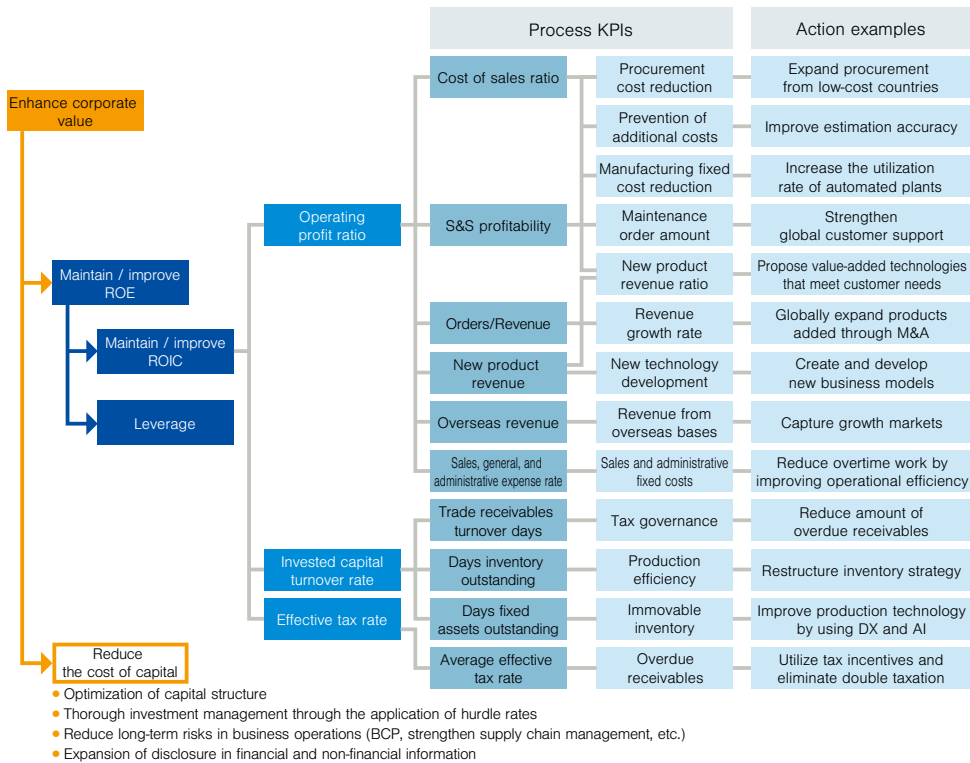 Process KPIs
Action examples
Enhance corporate
value
Maintain / improve
ROE
Maintain / improve
ROIC
Leverage
Reduce
the cost of capital
Operating
profit ratio
Invested capital
turnover rate
Effective tax rate
Cost of sales ratio
Procurement
cost reduction
Expand procurement
from low-cost countries
Prevention of
additional costs
Improve estimation accuracy
Manufacturing fixed
cost reduction
Increase the utilization
rate of automated plants
S&S profitability
Maintenance
order amount
Strengthen
global customer support
New product
revenue ratio
Propose value-added technologies
that meet customer needs
Orders/Revenue
Revenue
growth rate
Globally expand products
added through M&A
New product
revenue
New technology
development
Create and develop
new business models
Overseas revenue
Revenue from
overseas bases
Capture growth markets
Sales, general, and
administrative expense rate
Sales and administrative
fixed costs
Reduce overtime work by
improving operational efficiency
Trade receivables
turnover days
Tax governance
Reduce amount of
overdue receivables
Days inventory
outstanding
Production
efficiency
Restructure inventory strategy
Days fixed
assets outstanding
Immovable
inventory
Improve production technology
by using DX and AI
Average effective
tax rate
Overdue
receivables
Utilize tax incentives and
eliminate double taxation
• Optimization of capital structure
• Thorough investment management through the application of hurdle rates
• Reduce long-term risks in business operations (BCP, strengthen supply chain management, etc.)
• Expansion of disclosure in financial and non-financial information